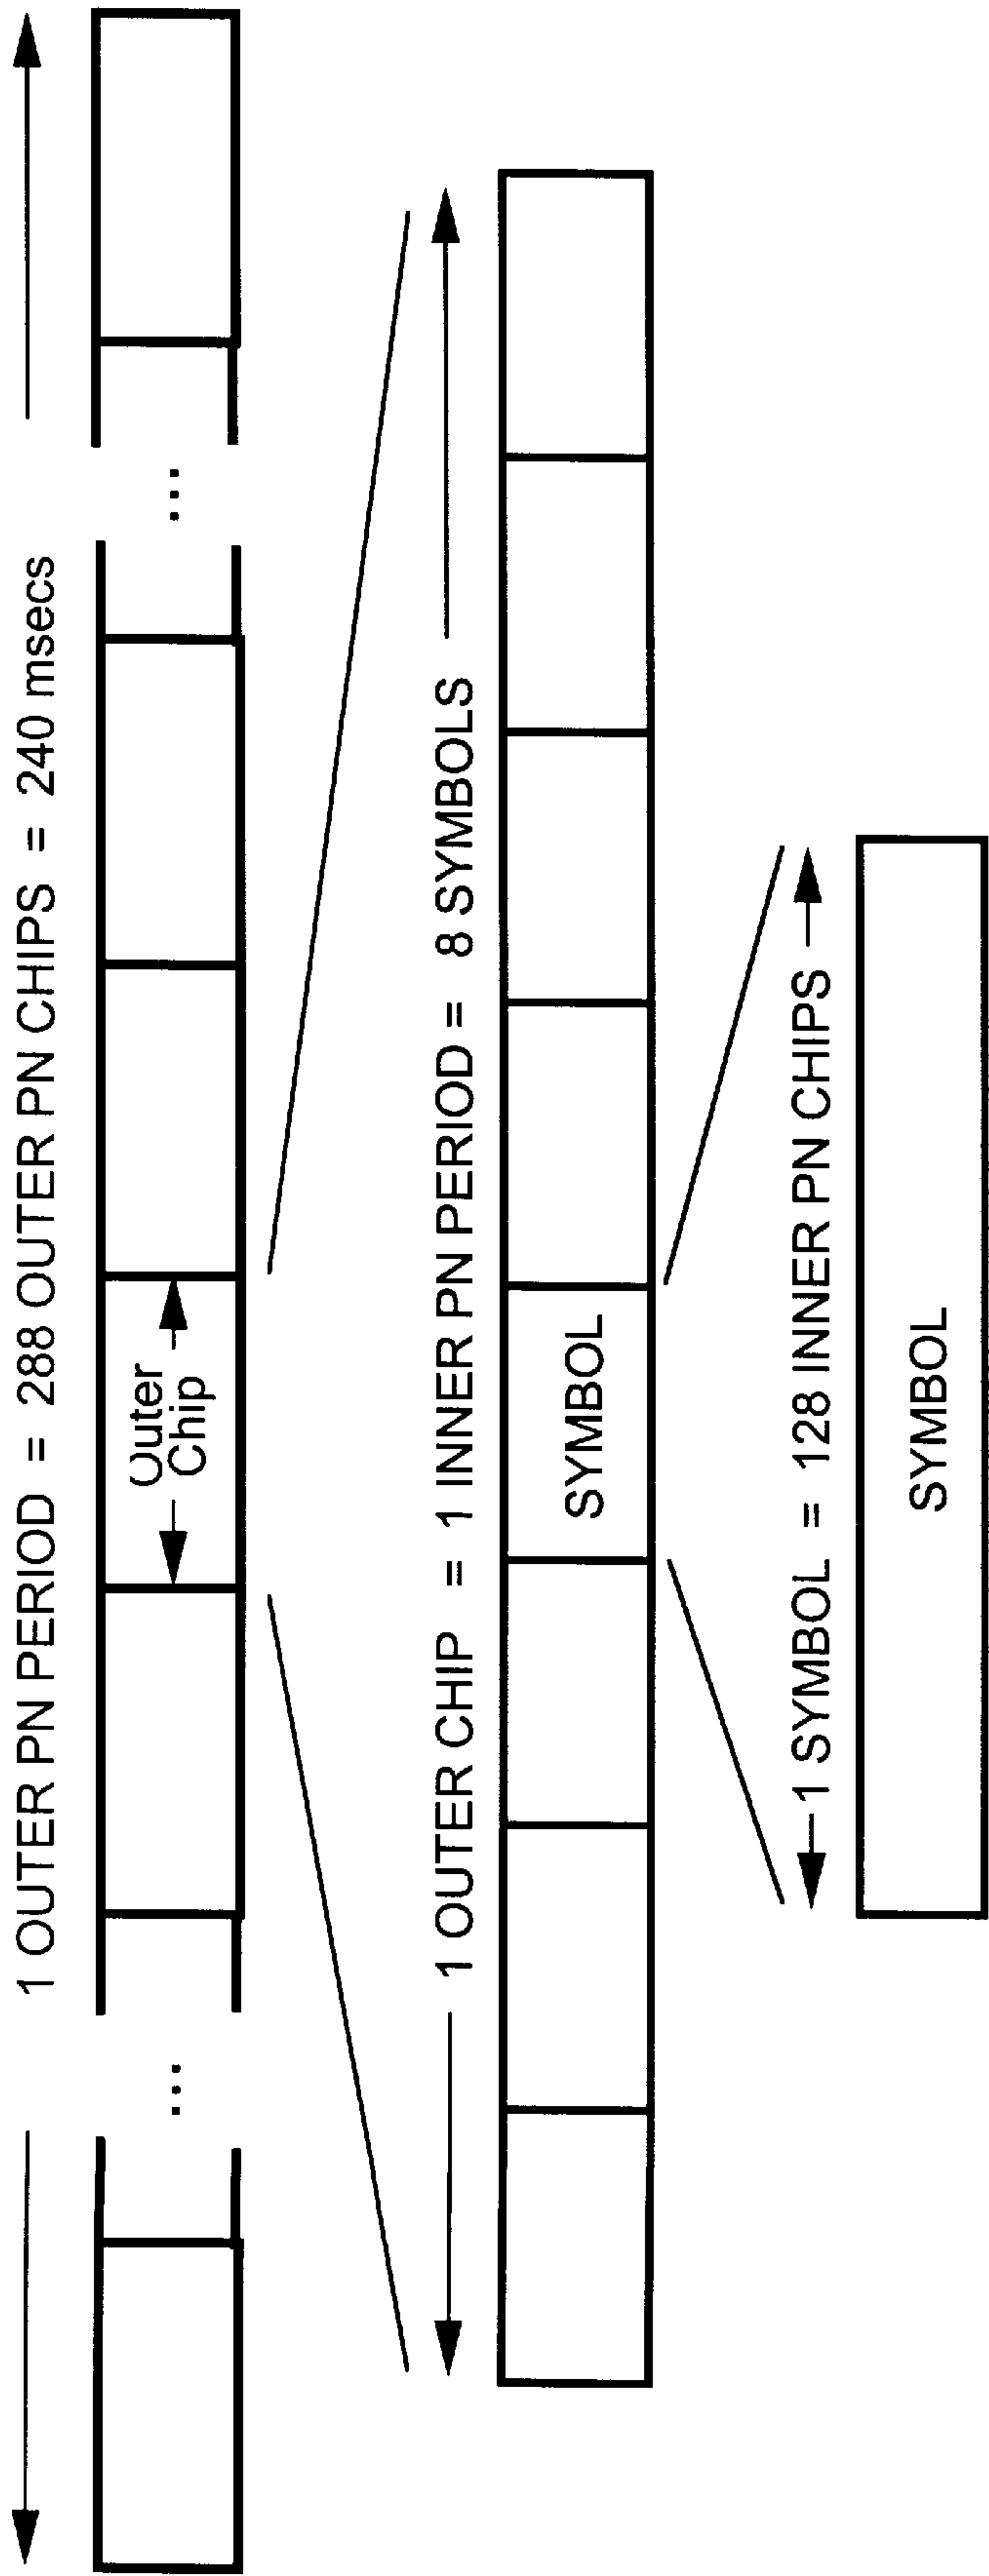 1 OUTER PN PERIOD = 288 OUTER PN CHIPS = 240 msecs
...
Outer
Chip
...
1 OUTER CHIP = 1 INNER PN PERIOD = 8 SYMBOLS
SYMBOL
1 SYMBOL = 128 INNER PN CHIPS
SYMBOL